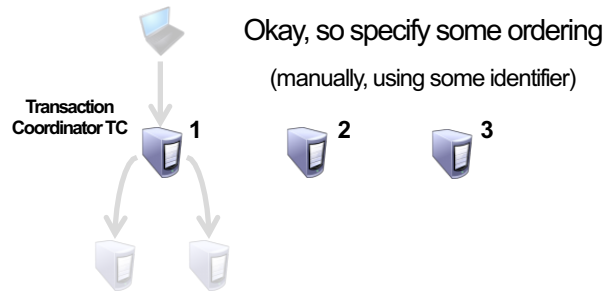 Okay, so specify some ordering
(manually, using some identifier)
Transaction
Coordinator TC
1
2
3